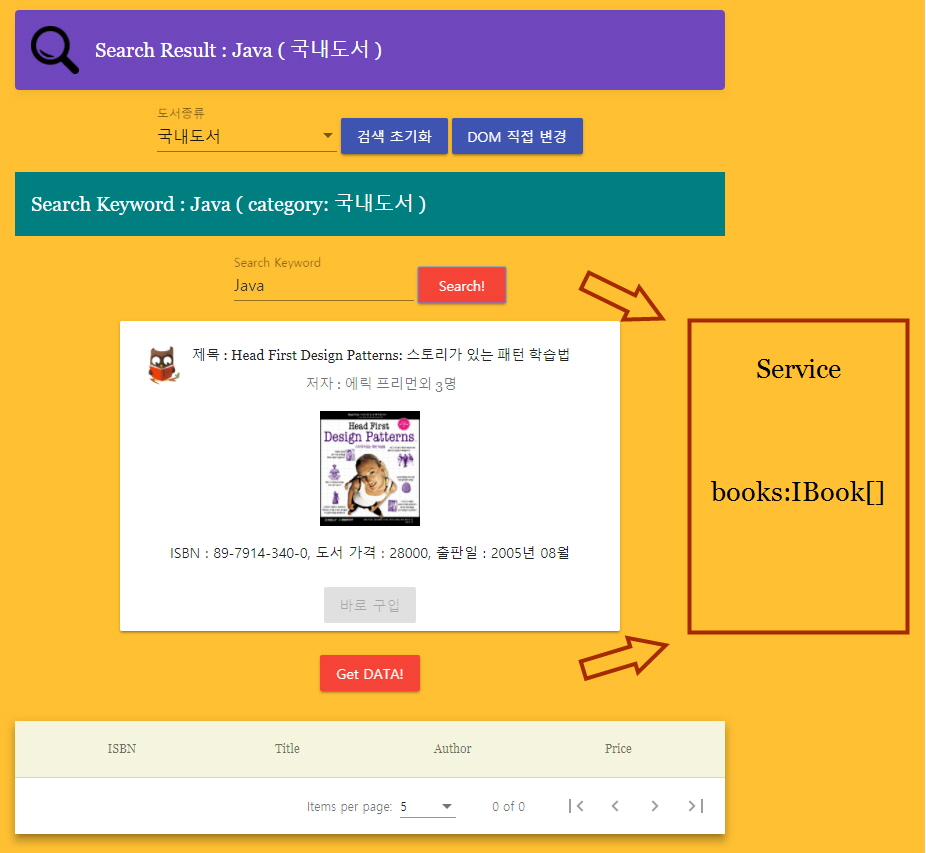 Search Result : Java ( 국내도서 )
도서종류
국내도서
검색 초기화
DOM 직접 변경
Search Keyword : Java ( category: 국내도서 )
Search Keyword
Java
Search!
제목 : Head First Design Patterns: 스토리가 있는 패턴 학습법
저자 : 에릭 프리먼외 3명
Head First
Design Patterns
ISBN : 89-7914-340-0, 도서 가격 : 28000, 출판일 : 2005년 08월
바로 구입
Service
books:IBook[]
Get DATA!
ISBN Title Author Price
Items per page: 5 0 of 0